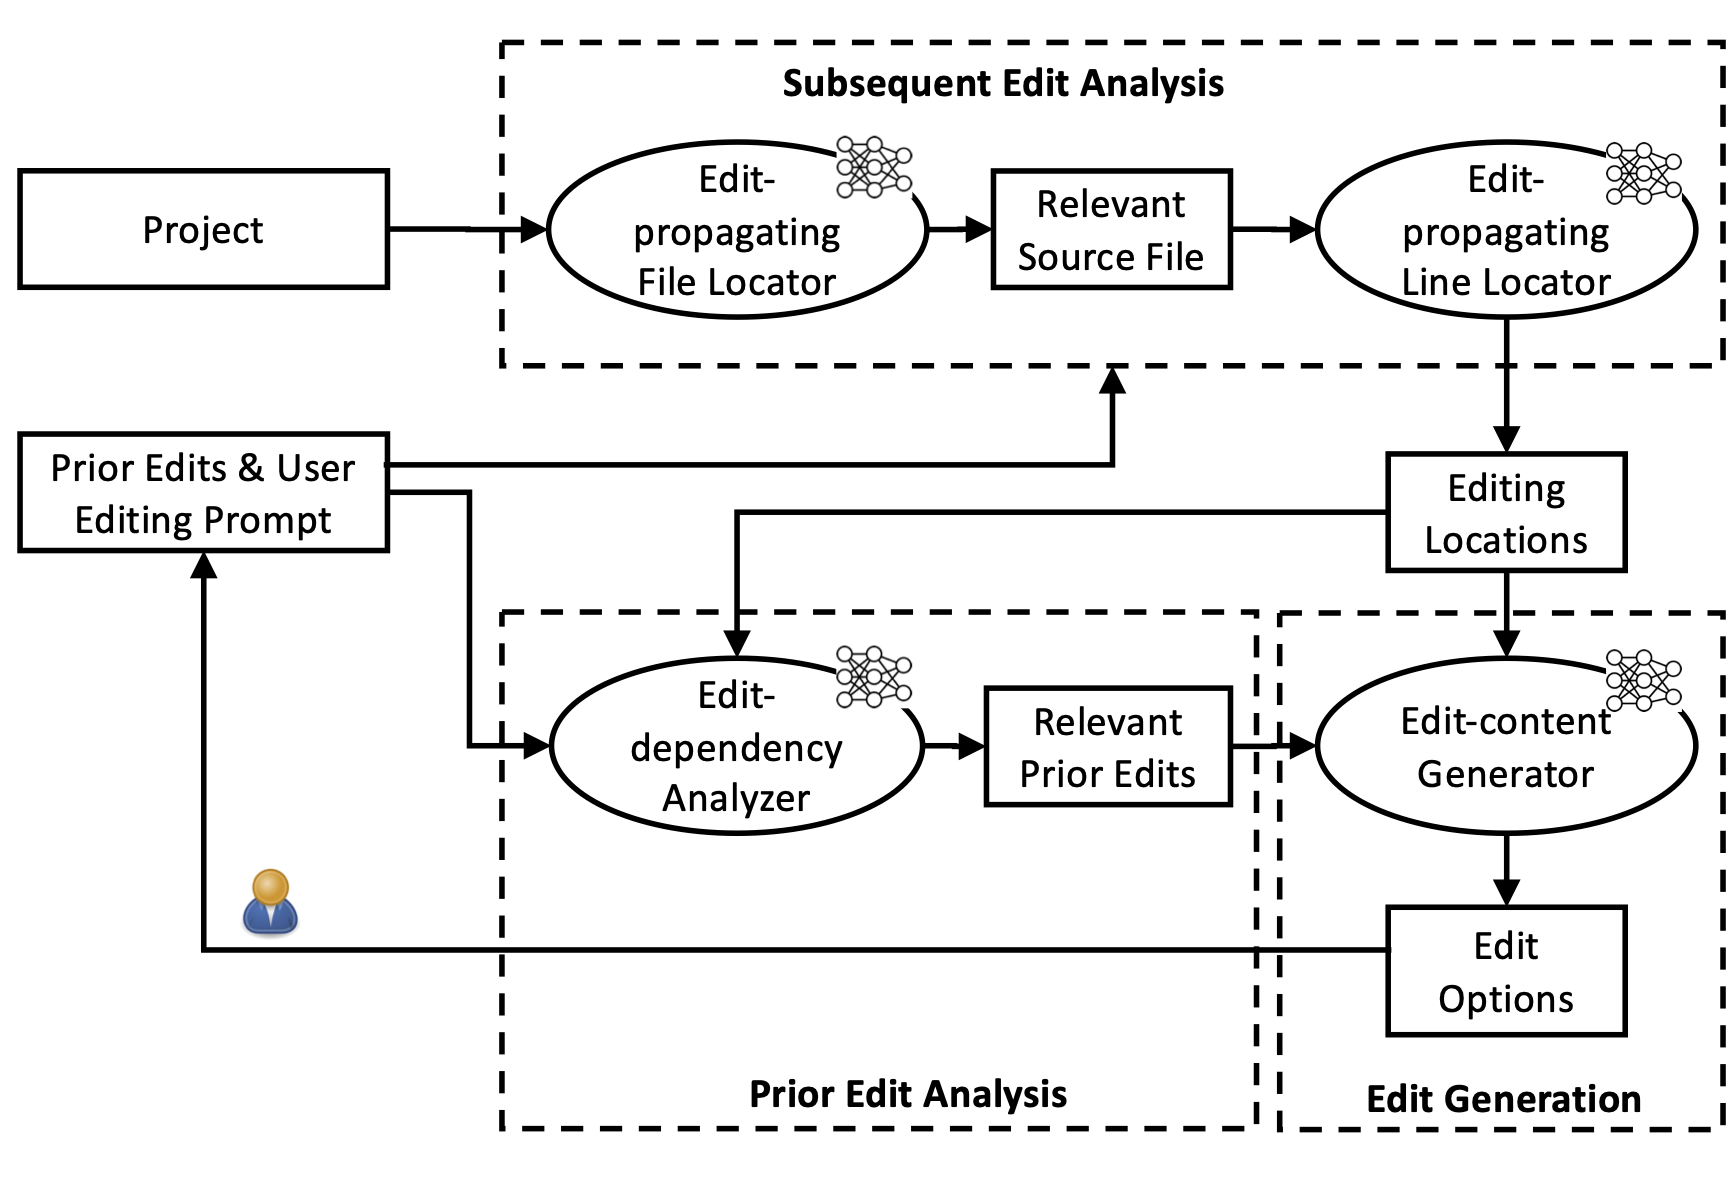 Subsequent Edit Analysis
Project
Edit-
propagating
File Locator
Relevant
Source File
Edit-
propagating
Line Locator
Prior Edits & User
Editing Prompt
Editing
Locations
Edit-
dependency
Analyzer
Relevant
Prior Edits
Edit-content
Generator
Edit
Options
Prior Edit Analysis
Edit Generation